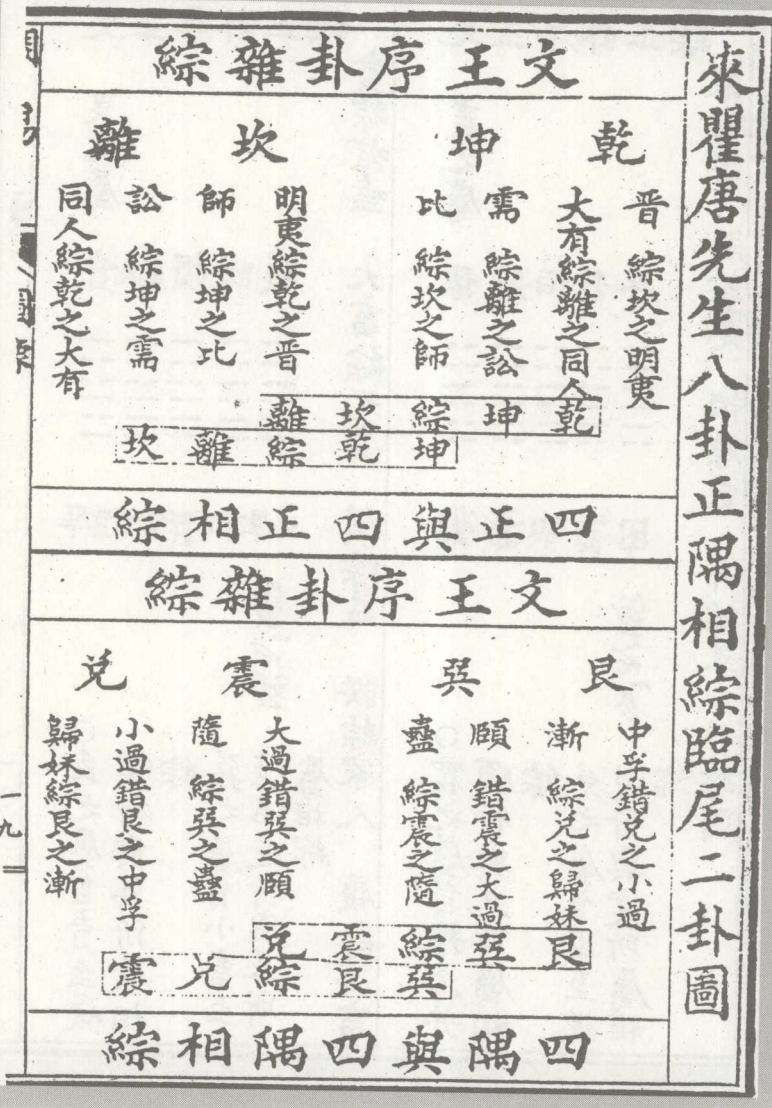 來瞿唐先生八卦正隅相綜臨尾二卦圖
文王序卦雜綜
乾
晋 綜坎之明夷
大有綜離之同人
坤
需 綜離之訟
比 綜坎之師
坎
明夷綜乾之晋
師 綜坤之比
離
訟 綜坤之需
同人綜乾之大有
乾坤綜坎離
坤綜乾離坎
四正與四正相綜
文王序卦雜綜
艮
中孚錯兌之小過
漸 綜兌之歸妹
巽
頤 錯震之大過
蠱 綜震之隨
震
大過錯巽之頤
隨 綜巽之蠱
兌
小過錯艮之中孚
歸妹綜艮之漸
艮巽綜震兌
巽艮綜兌震
四隅與四隅相綜
一九